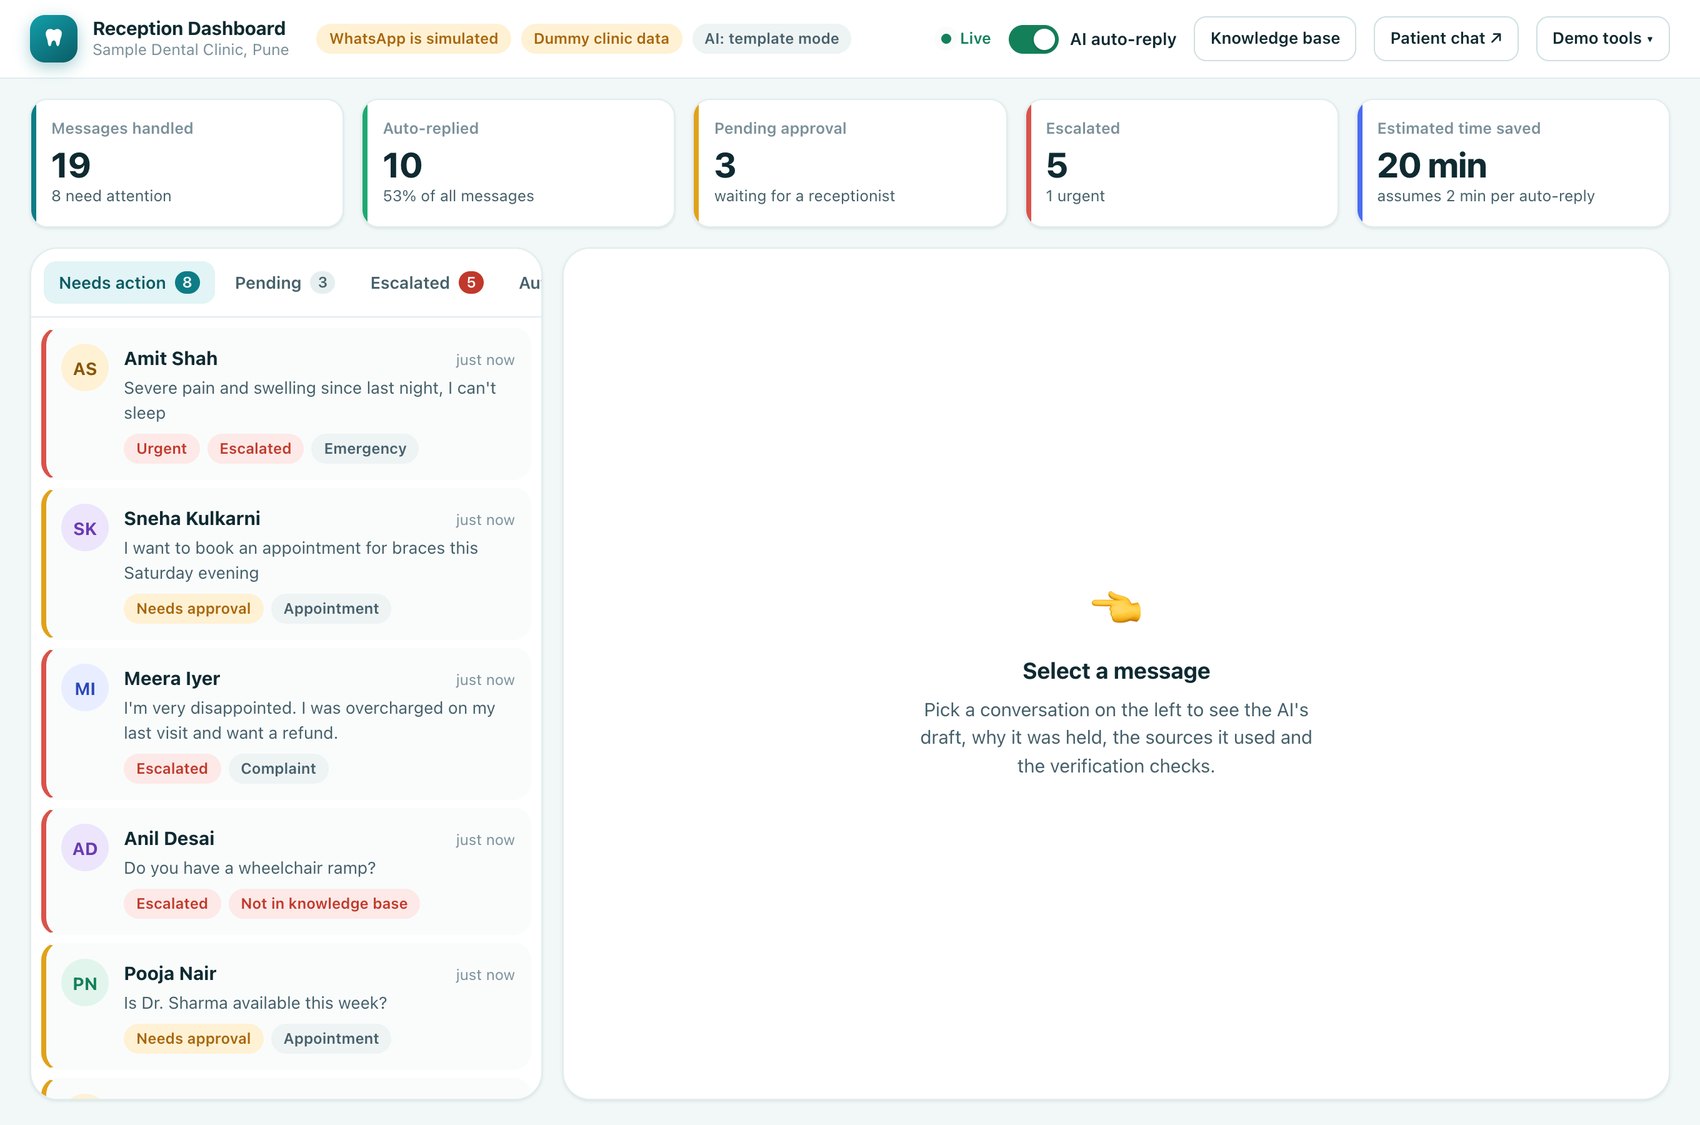 Reception Dashboard
Sample Dental Clinic, Pune
WhatsApp is simulated
Dummy clinic data
AI: template mode
Live
AI auto-reply
Knowledge base
Patient chat ↗
Demo tools ▾
Messages handled
19
8 need attention
Auto-replied
10
53% of all messages
Pending approval
3
waiting for a receptionist
Escalated
5
1 urgent
Estimated time saved
20 min
assumes 2 min per auto-reply
Needs action 8
Pending 3
Escalated 5
Au
AS
Amit Shah
just now
Severe pain and swelling since last night, I can't
sleep
Urgent
Escalated
Emergency
SK
Sneha Kulkarni
just now
I want to book an appointment for braces this
Saturday evening
Needs approval
Appointment
MI
Meera Iyer
just now
I'm very disappointed. I was overcharged on my
last visit and want a refund.
Escalated
Complaint
AD
Anil Desai
just now
Do you have a wheelchair ramp?
Escalated
Not in knowledge base
PN
Pooja Nair
just now
Is Dr. Sharma available this week?
Needs approval
Appointment
Select a message
Pick a conversation on the left to see the AI's
draft, why it was held, the sources it used and
the verification checks.